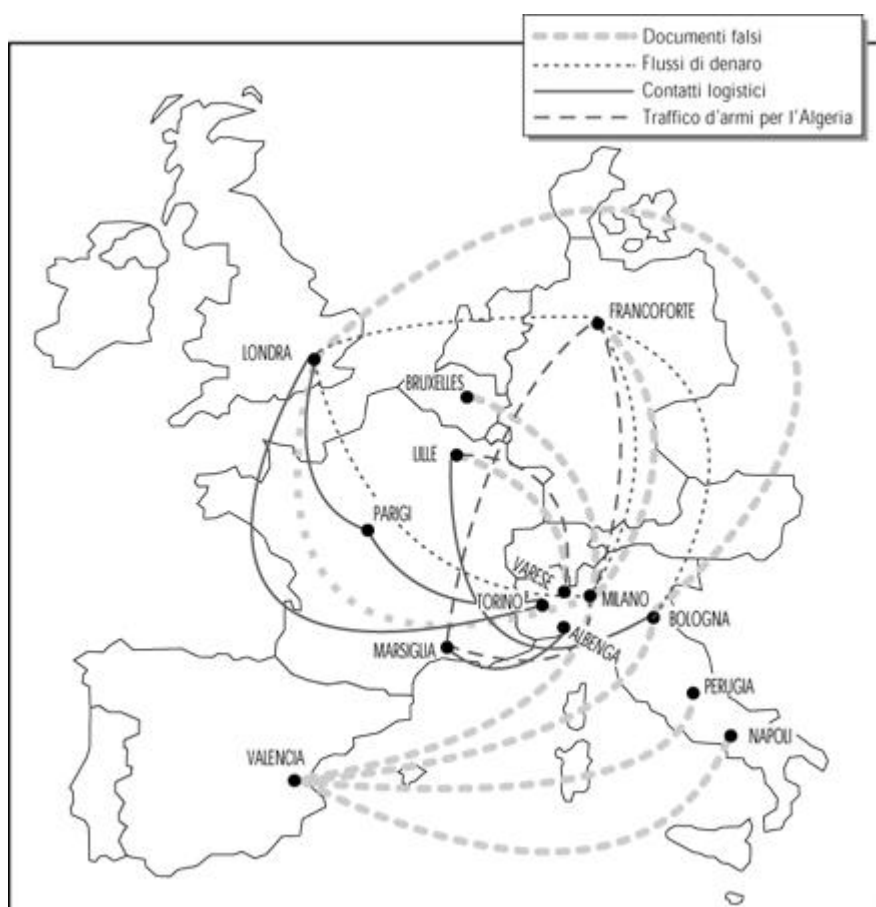 Documenti falsi
Flussi di denaro
Contatti logistici
Traffico d'armi per l'Algeria
FRANCOFORTE
LONDRA
BRUXELLES
LILLE
PARIGI
VARESE
TORINO
MILANO
BOLOGNA
ALBENGA
MARSIGLIA
PERUGIA
NAPOLI
VALENCIA